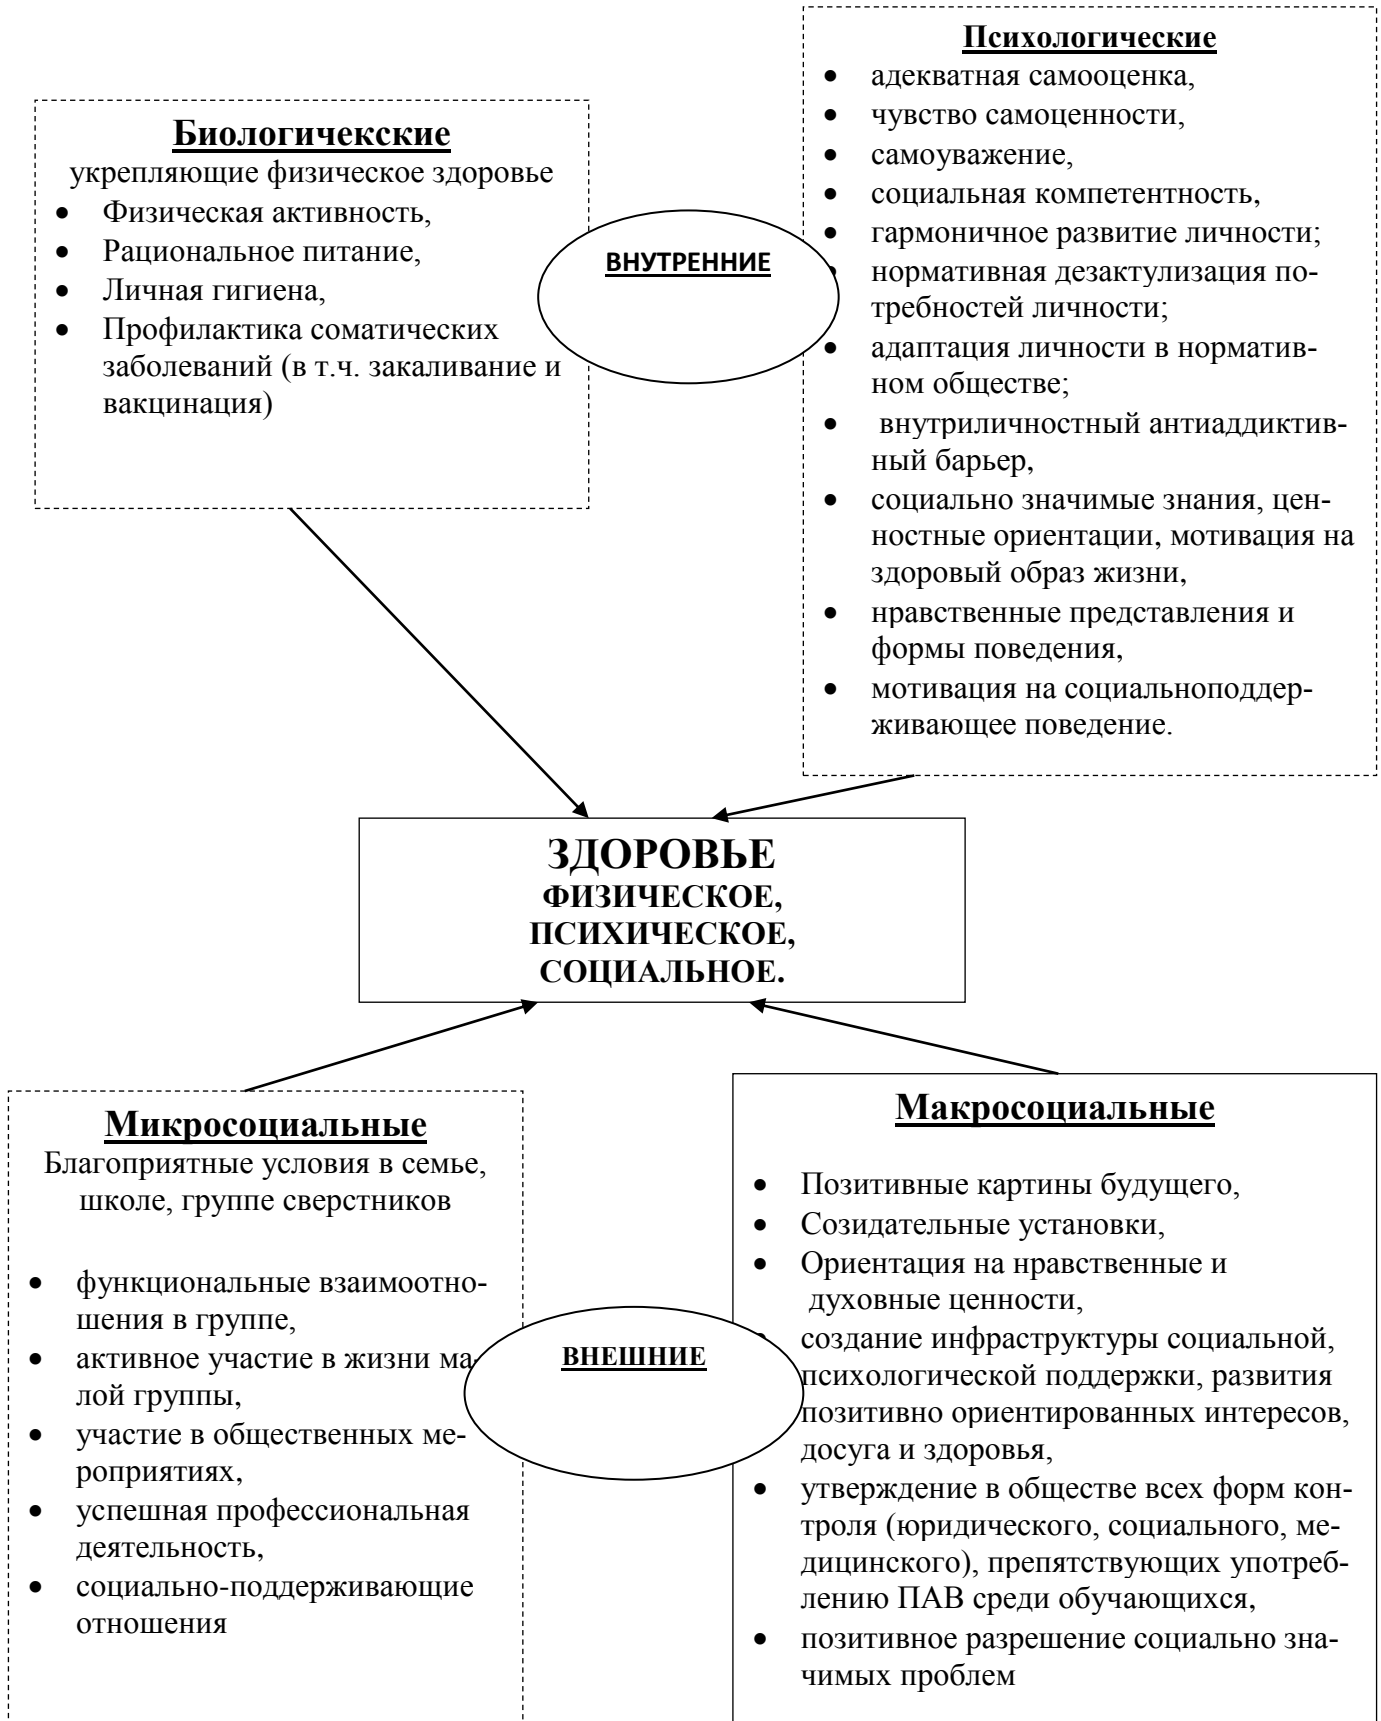 Биологичекские
укрепляющие физическое здоровье
• Физическая активность,
• Рациональное питание,
• Личная гигиена,
• Профилактика соматических
заболеваний (в т.ч. закаливание и
вакцинация)
ВНУТРЕННИЕ
Психологические
• адекватная самооценка,
• чувство самоценности,
• самоуважение,
• социальная компетентность,
• гармоничное развитие личности;
• нормативная дезактулизация по-
требностей личности;
• адаптация личности в норматив-
ном обществе;
• внутриличностный антиаддиктив-
ный барьер,
• социально значимые знания, цен-
ностные ориентации, мотивация на
здоровый образ жизни,
• нравственные представления и
формы поведения,
• мотивация на социальноподдер-
живающее поведение.
ЗДОРОВЬЕ
ФИЗИЧЕСКОЕ,
ПСИХИЧЕСКОЕ,
СОЦИАЛЬНОЕ.
Микросоциальные
Благоприятные условия в семье,
школе, группе сверстников
• функциональные взаимоотно-
шения в группе,
• активное участие в жизни ма-
лой группы,
• участие в общественных ме-
роприятиях,
• успешная профессиональная
деятельность,
• социально-поддерживающие
отношения
ВНЕШНИЕ
Макросоциальные
• Позитивные картины будущего,
• Созидательные установки,
• Ориентация на нравственные и
духовные ценности,
• создание инфраструктуры социальной,
психологической поддержки, развития
позитивно ориентированных интересов,
досуга и здоровья,
• утверждение в обществе всех форм кон-
троля (юридического, социального, ме-
дицинского), препятствующих употреб-
лению ПАВ среди обучающихся,
• позитивное разрешение социально зна-
чимых проблем